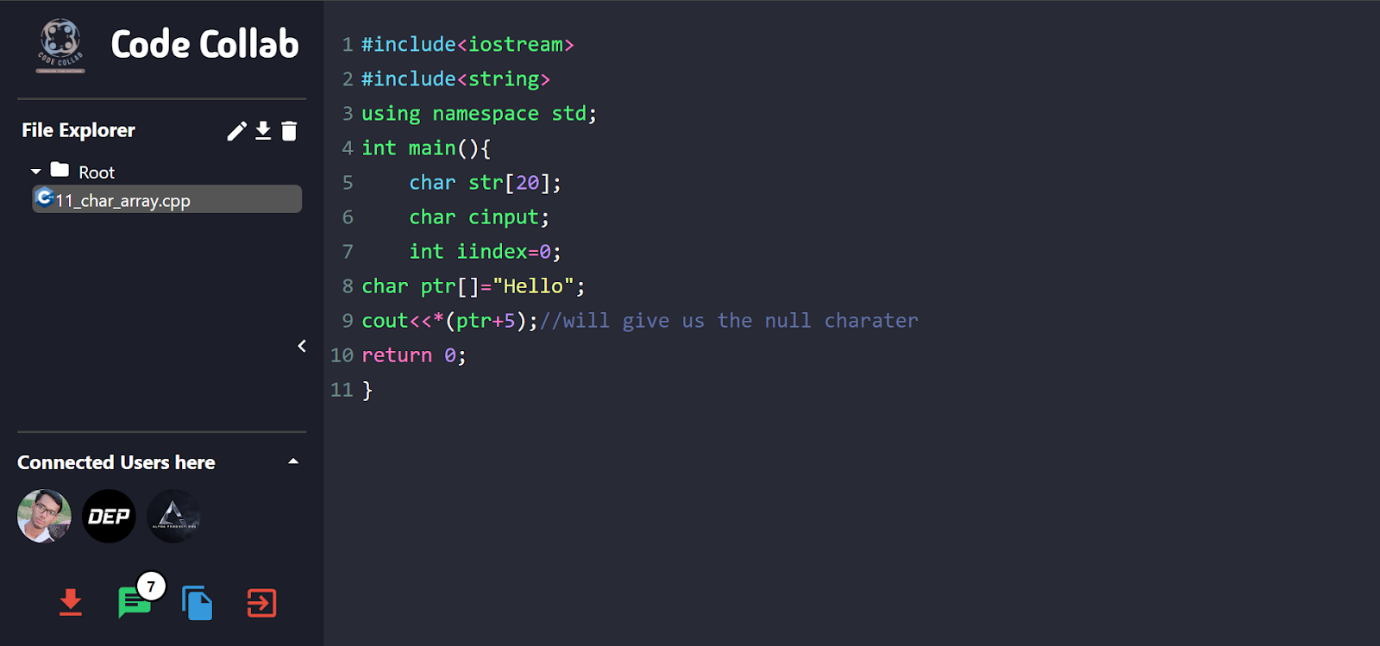 CODE COLLAB
Code Collab
File Explorer
Root
11_char_array.cpp
Connected Users here
DEP
7
1 #include<iostream>
2 #include<string>
3 using namespace std;
4 int main(){
5     char str[20];
6     char cinput;
7     int iindex=0;
8 char ptr[]="Hello";
9 cout<<*(ptr+5);//will give us the null charater
10 return 0;
11 }